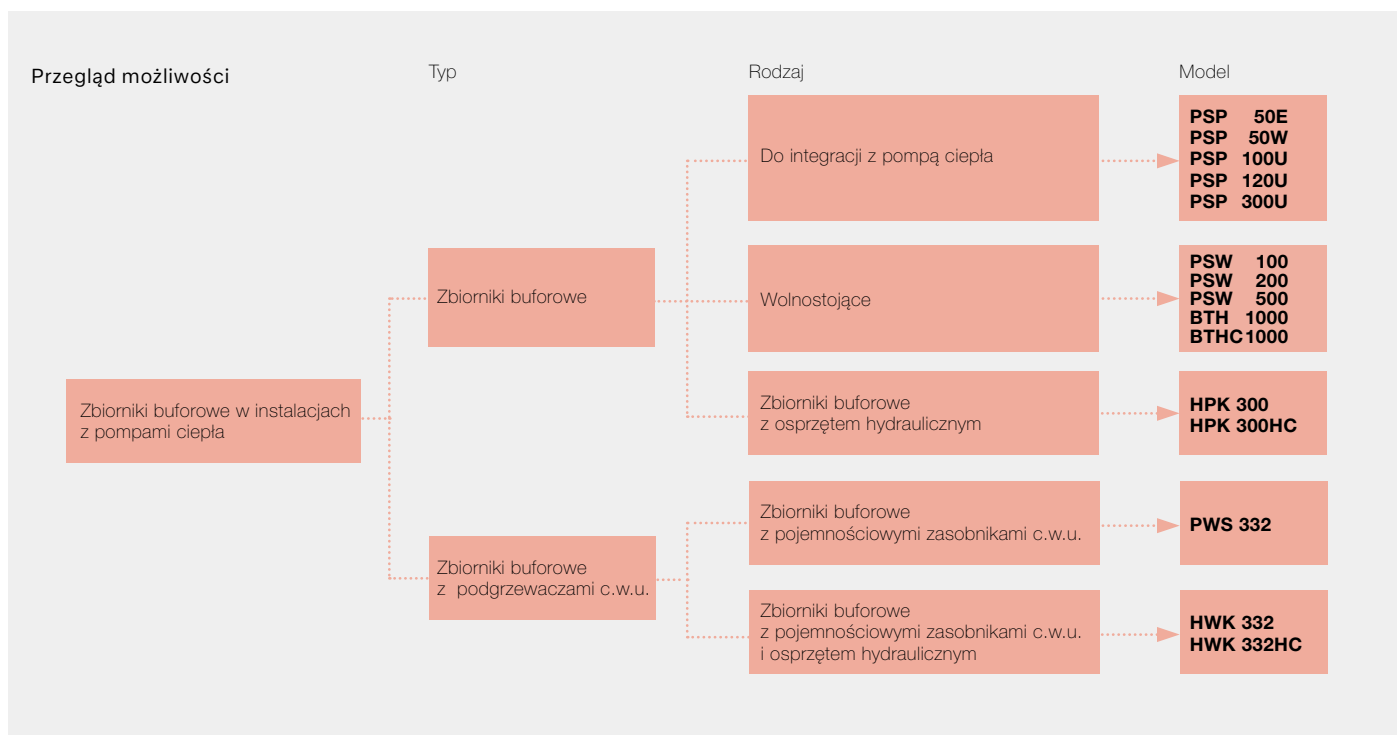 Przegląd możliwości
Typ
Rodzaj
Model
Zbiorniki buforowe w instalacjach
z pompami ciepła
Zbiorniki buforowe
Do integracji z pompą ciepła
PSP 50E
PSP 50W
PSP 100U
PSP 120U
PSP 300U
Wolnostojące
PSW 100
PSW 200
PSW 500
BTH 1000
BTHC 1000
Zbiorniki buforowe
z osprzętem hydraulicznym
HPK 300
HPK 300HC
Zbiorniki buforowe
z podgrzewaczami c.w.u.
Zbiorniki buforowe
z pojemnościowymi zasobnikami c.w.u.
PWS 332
Zbiorniki buforowe
z pojemnościowymi zasobnikami c.w.u.
i osprzętem hydraulicznym
HWK 332
HWK 332HC